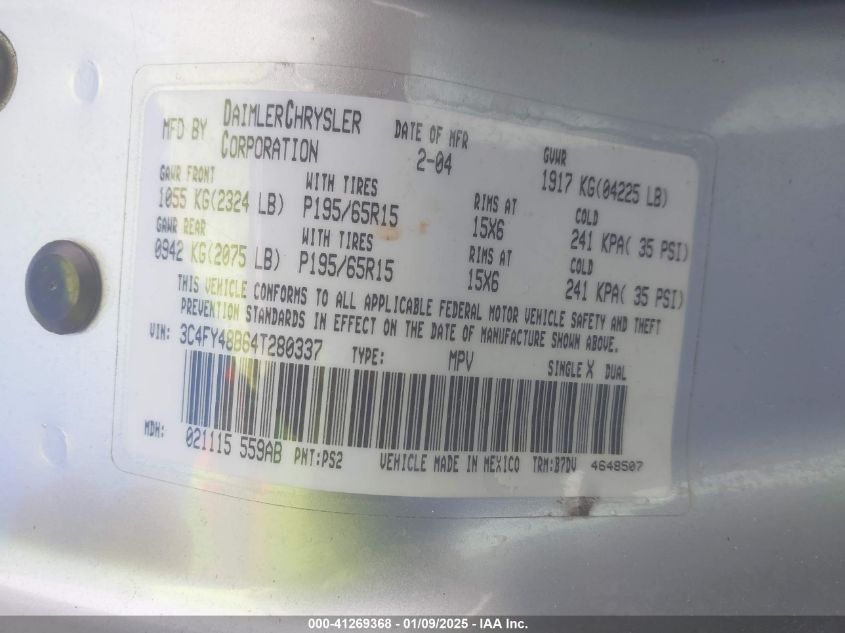 MFD BY DAIMLERCHRYSLER CORPORATION DATE OF MFR 2-04 GVWR 1917 KG(04225 LB)
GAWR FRONT WITH TIRES RIMS AT COLD
1055 KG(2324 LB) P195/65R15 15X6 241 KPA( 35 PSI)
GAWR REAR WITH TIRES RIMS AT COLD
0942 KG(2075 LB) P195/65R15 15X6 241 KPA( 35 PSI)
THIS VEHICLE CONFORMS TO ALL APPLICABLE FEDERAL MOTOR VEHICLE SAFETY AND THEFT
PREVENTION STANDARDS IN EFFECT ON THE DATE OF MANUFACTURE SHOWN ABOVE.
VIN: 3C4FY48B64T280337 TYPE: MPV SINGLE X DUAL
MDH: 021115 559AB PNT:PS2 VEHICLE MADE IN MEXICO TRM:B7DV 4648507
000-41269368 - 01/09/2025 - IAA Inc.